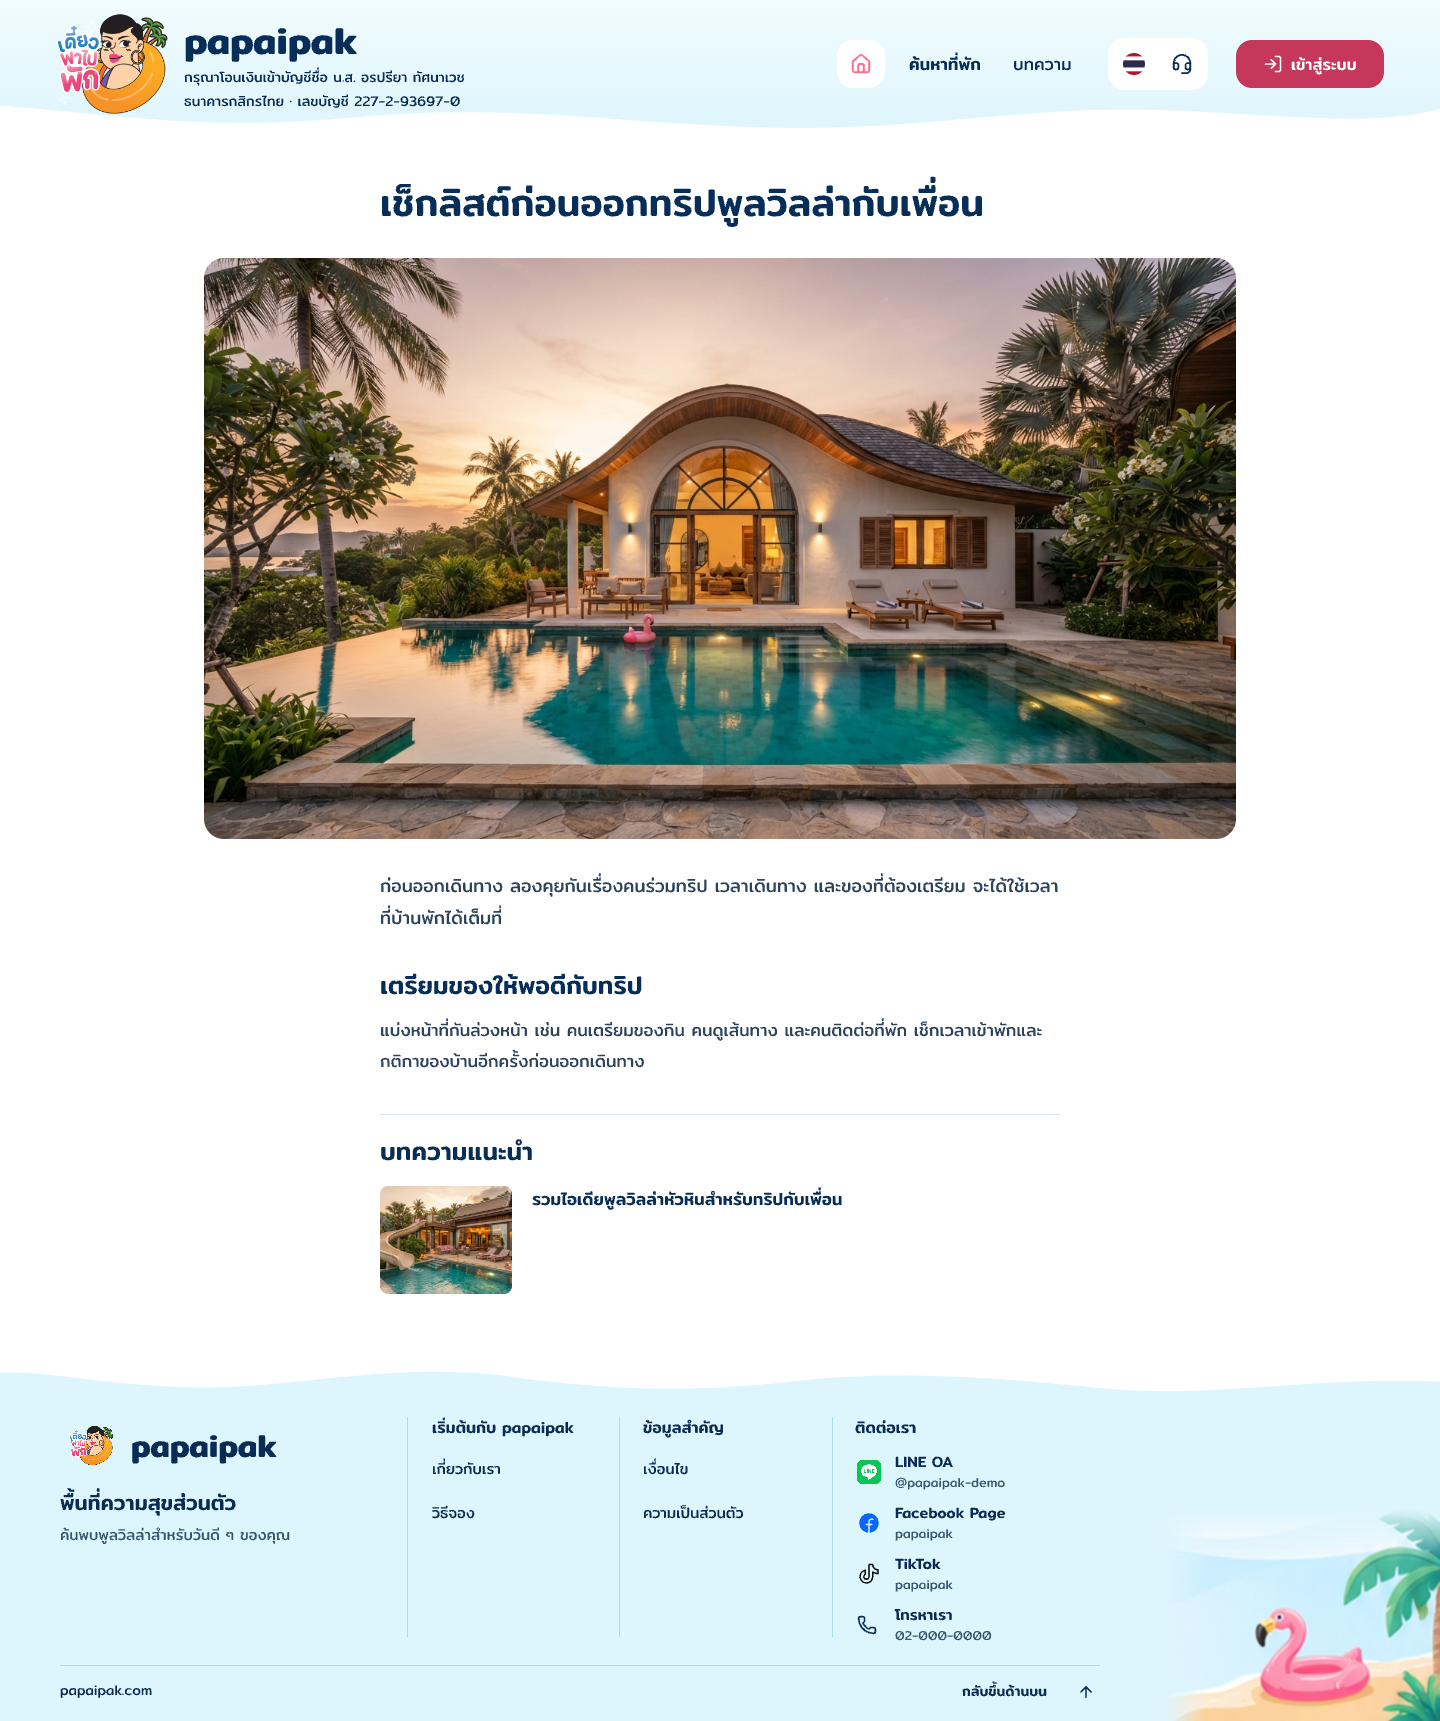 เดี๋ยว
พาไป
พัก
papaipak
กรุณาโอนเงินเข้าบัญชีชื่อ น.ส. อรปรียา ทัศนาเวช
ธนาคารกสิกรไทย · เลขบัญชี 227-2-93697-0
ค้นหาที่พัก
บทความ
เข้าสู่ระบบ
เช็กลิสต์ก่อนออกทริปพูลวิลล่ากับเพื่อน
ก่อนออกเดินทาง ลองคุยกันเรื่องคนร่วมทริป เวลาเดินทาง และของที่ต้องเตรียม จะได้ใช้เวลา
ที่บ้านพักได้เต็มที่
เตรียมของให้พอดีกับทริป
แบ่งหน้าที่กันล่วงหน้า เช่น คนเตรียมของกิน คนดูเส้นทาง และคนติดต่อที่พัก เช็กเวลาเข้าพักและ
กติกาของบ้านอีกครั้งก่อนออกเดินทาง
บทความแนะนำ
รวมไอเดียพูลวิลล่าหัวหินสำหรับทริปกับเพื่อน
เดี๋ยว
พาไป
พัก
papaipak
พื้นที่ความสุขส่วนตัว
ค้นพบพูลวิลล่าสำหรับวันดี ๆ ของคุณ
เริ่มต้นกับ papaipak
เกี่ยวกับเรา
วิธีจอง
ข้อมูลสำคัญ
เงื่อนไข
ความเป็นส่วนตัว
ติดต่อเรา
LINE
LINE OA
@papaipak-demo
Facebook Page
papaipak
TikTok
papaipak
โทรหาเรา
02-000-0000
papaipak.com
กลับขึ้นด้านบน